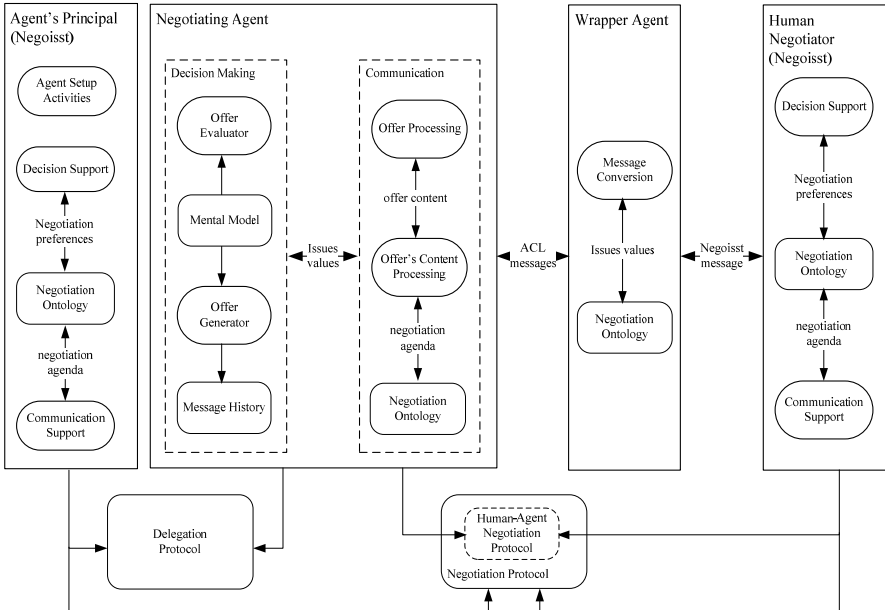 Agent's Principal
(Negoisst)
Agent Setup
Activities
Decision Support
Negotiation
preferences
Negotiation
Ontology
negotiation
agenda
Communication
Support
Negotiating Agent
Decision Making
Offer
Evaluator
Mental Model
Offer
Generator
Message History
Issues
values
Communication
Offer Processing
offer content
Offer's Content
Processing
negotiation
agenda
Negotiation
Ontology
ACL
messages
Wrapper Agent
Message
Conversion
Issues values
Negotiation
Ontology
Negoisst
message
Human
Negotiator
(Negoisst)
Decision Support
Negotiation
preferences
Negotiation
Ontology
negotiation
agenda
Communication
Support
Delegation
Protocol
Human-Agent
Negotiation
Protocol
Negotiation Protocol